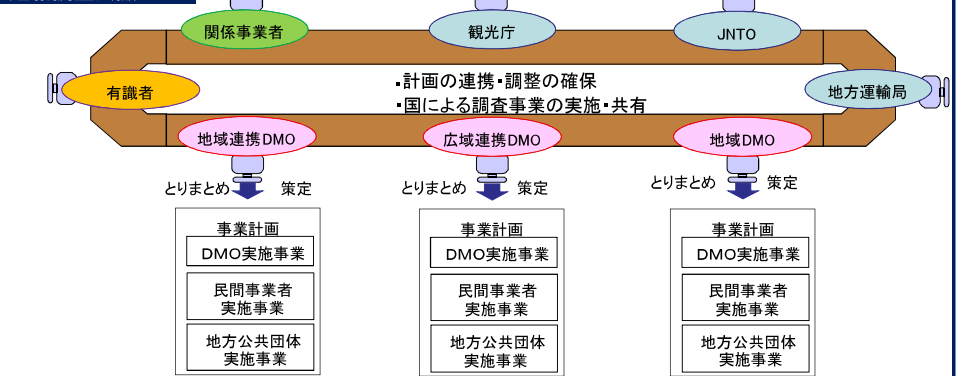 関係事業者
観光庁
JNTO
有識者
・計画の連携・調整の確保
・国による調査事業の実施・共有
地方運輸局
地域連携DMO
広域連携DMO
地域DMO
とりまとめ 策定
とりまとめ 策定
とりまとめ 策定
事業計画
DMO実施事業
民間事業者
実施事業
地方公共団体
実施事業
事業計画
DMO実施事業
民間事業者
実施事業
地方公共団体
実施事業
事業計画
DMO実施事業
民間事業者
実施事業
地方公共団体
実施事業